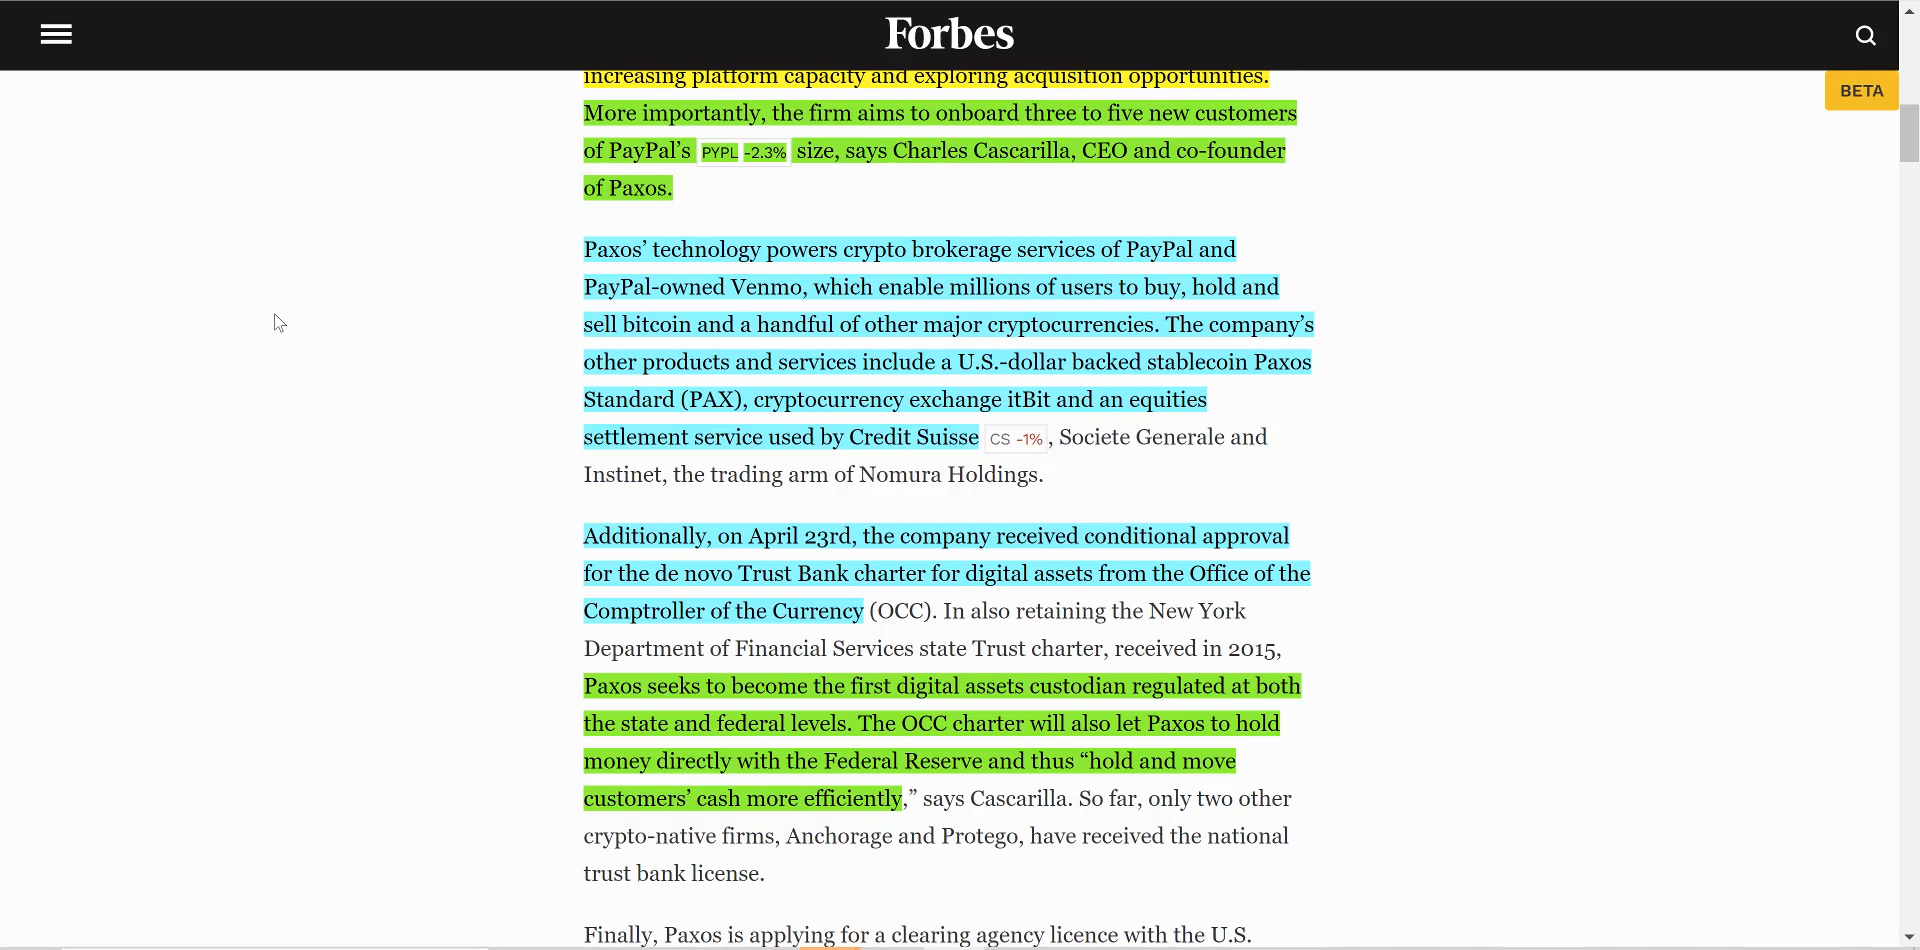 Forbes
BETA
increasing platform capacity and exploring acquisition opportunities.
More importantly, the firm aims to onboard three to five new customers
of PayPal’s PYPL -2.3% size, says Charles Cascarilla, CEO and co-founder
of Paxos.
Paxos’ technology powers crypto brokerage services of PayPal and
PayPal-owned Venmo, which enable millions of users to buy, hold and
sell bitcoin and a handful of other major cryptocurrencies. The company’s
other products and services include a U.S.-dollar backed stablecoin Paxos
Standard (PAX), cryptocurrency exchange itBit and an equities
settlement service used by Credit Suisse CS -1% , Societe Generale and
Instinet, the trading arm of Nomura Holdings.
Additionally, on April 23rd, the company received conditional approval
for the de novo Trust Bank charter for digital assets from the Office of the
Comptroller of the Currency (OCC). In also retaining the New York
Department of Financial Services state Trust charter, received in 2015,
Paxos seeks to become the first digital assets custodian regulated at both
the state and federal levels. The OCC charter will also let Paxos to hold
money directly with the Federal Reserve and thus “hold and move
customers’ cash more efficiently,” says Cascarilla. So far, only two other
crypto-native firms, Anchorage and Protego, have received the national
trust bank license.
Finally, Paxos is applying for a clearing agency licence with the U.S.